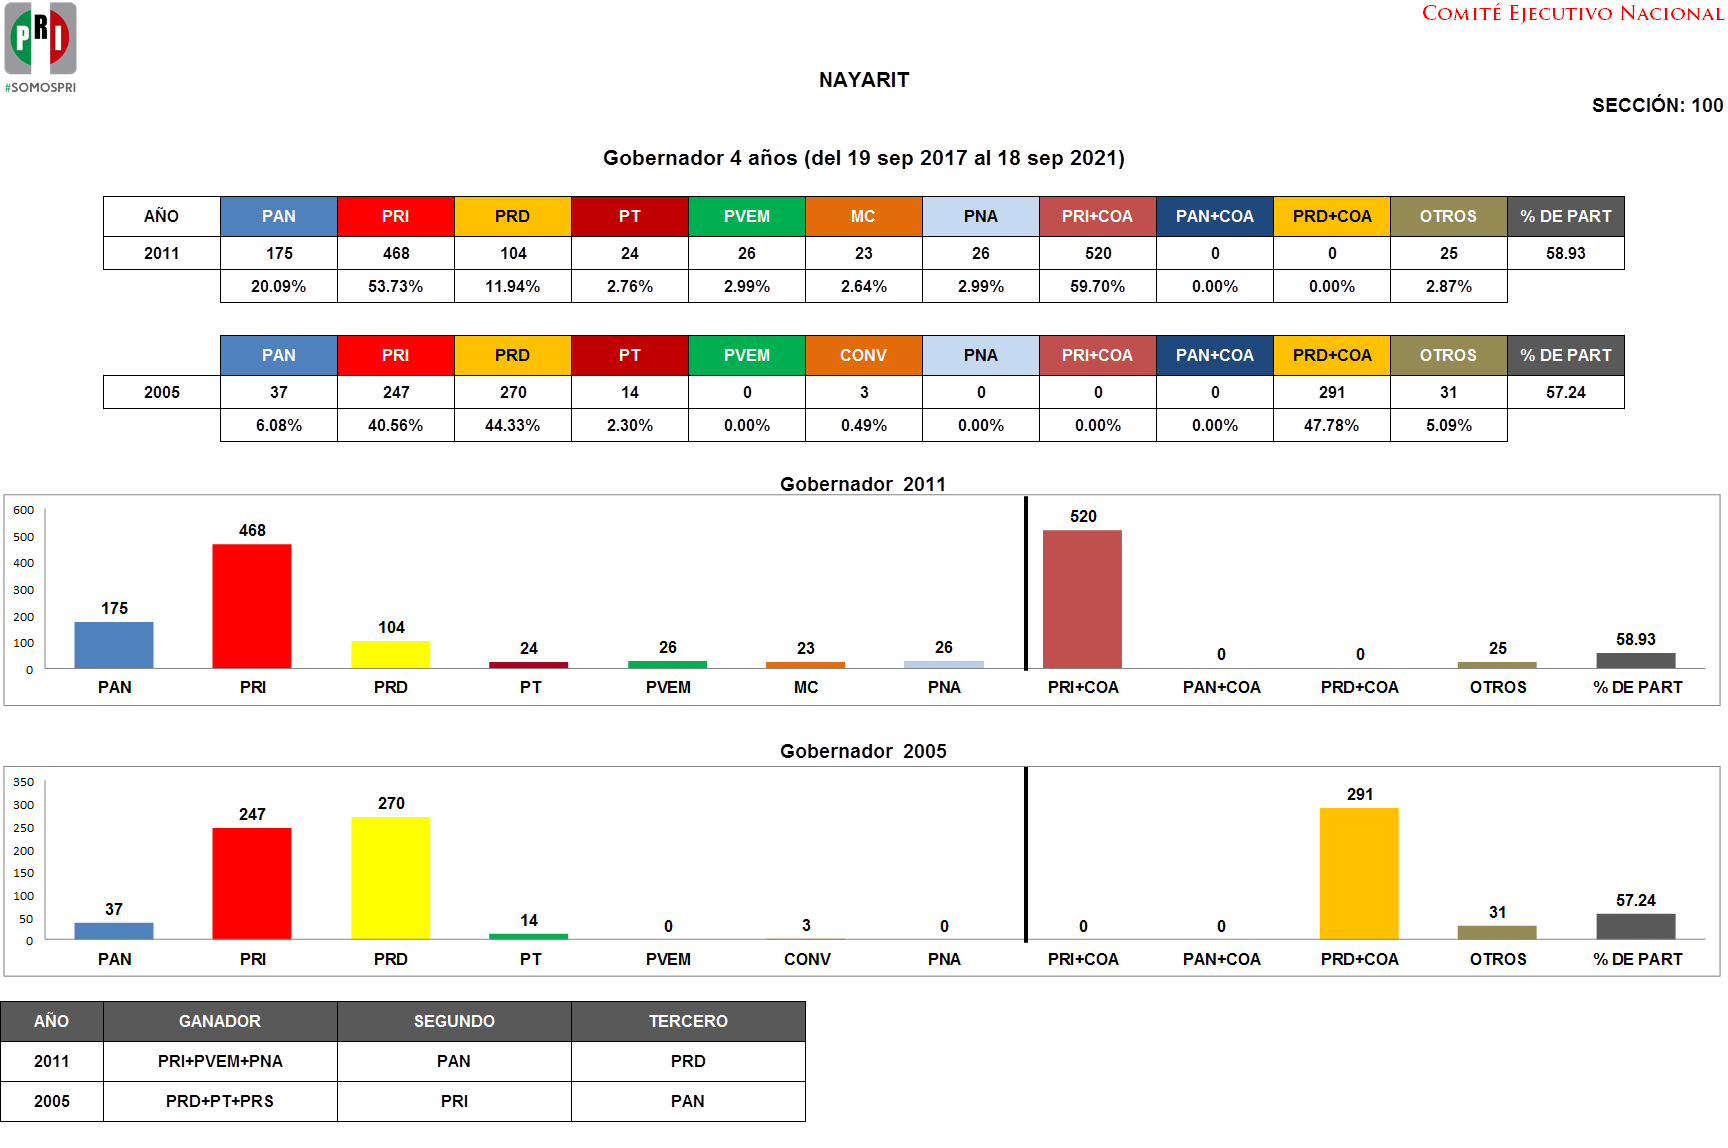 PRI
#SOMOSPRI
COMITÉ EJECUTIVO NACIONAL
NAYARIT
SECCIÓN: 100
Gobernador 4 años (del 19 sep 2017 al 18 sep 2021)
AÑO PAN PRI PRD PT PVEM MC PNA PRI+COA PAN+COA PRD+COA OTROS % DE PART
2011 175 468 104 24 26 23 26 520 0 0 25 58.93
20.09% 53.73% 11.94% 2.76% 2.99% 2.64% 2.99% 59.70% 0.00% 0.00% 2.87%
PAN PRI PRD PT PVEM CONV PNA PRI+COA PAN+COA PRD+COA OTROS % DE PART
2005 37 247 270 14 0 3 0 0 0 291 31 57.24
6.08% 40.56% 44.33% 2.30% 0.00% 0.49% 0.00% 0.00% 0.00% 47.78% 5.09%
Gobernador 2011
600
500
400
300
200
100
0
175 468 104 24 26 23 26 520 0 0 25 58.93
PAN PRI PRD PT PVEM MC PNA PRI+COA PAN+COA PRD+COA OTROS % DE PART
Gobernador 2005
350
300
250
200
150
100
50
0
37 247 270 14 0 3 0 0 0 291 31 57.24
PAN PRI PRD PT PVEM CONV PNA PRI+COA PAN+COA PRD+COA OTROS % DE PART
AÑO GANADOR SEGUNDO TERCERO
2011 PRI+PVEM+PNA PAN PRD
2005 PRD+PT+PRS PRI PAN